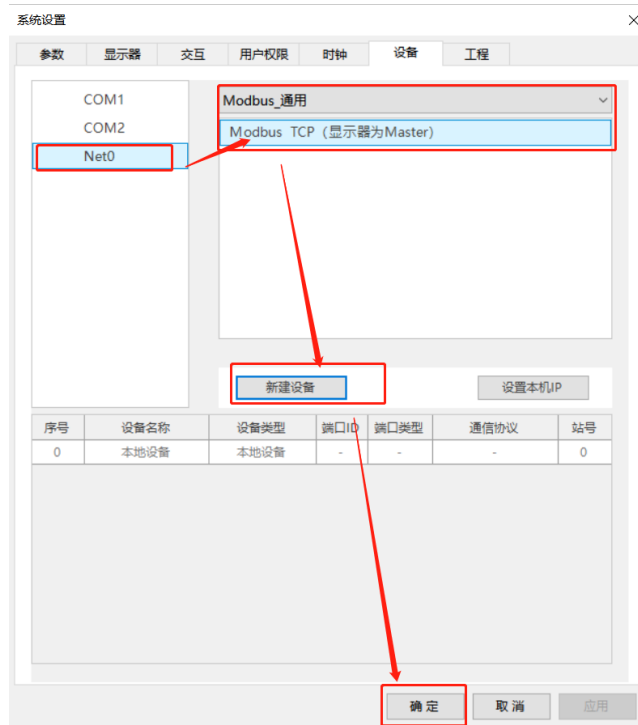 系统设置
参数 显示器 交互 用户权限 时钟 设备 工程
COM1
COM2
Net0
Modbus_通用
Modbus TCP（显示器为Master）
新建设备 设置本机IP
序号 设备名称 设备类型 端口ID 端口类型 通信协议 站号
0 本地设备 本地设备 - - - 0
确定 取消 应用